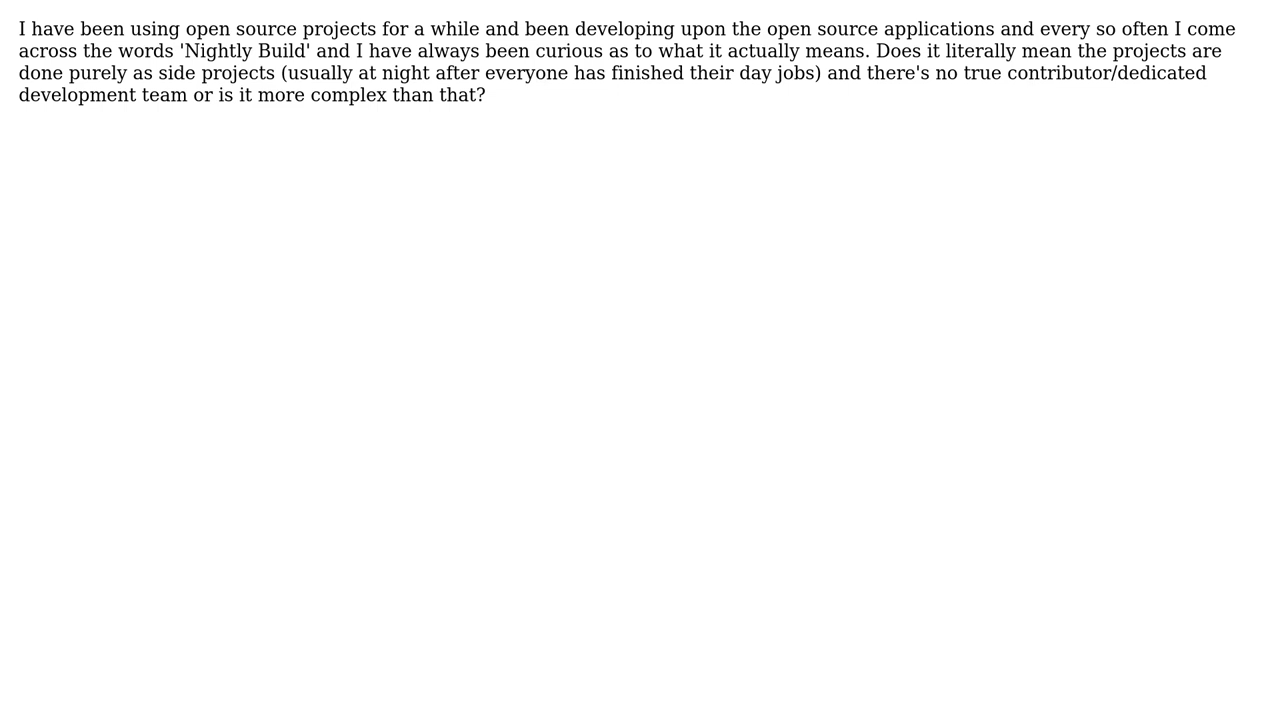 I have been using open source projects for a while and been developing upon the open source applications and every so often I come
across the words 'Nightly Build' and I have always been curious as to what it actually means. Does it literally mean the projects are
done purely as side projects (usually at night after everyone has finished their day jobs) and there's no true contributor/dedicated
development team or is it more complex than that?